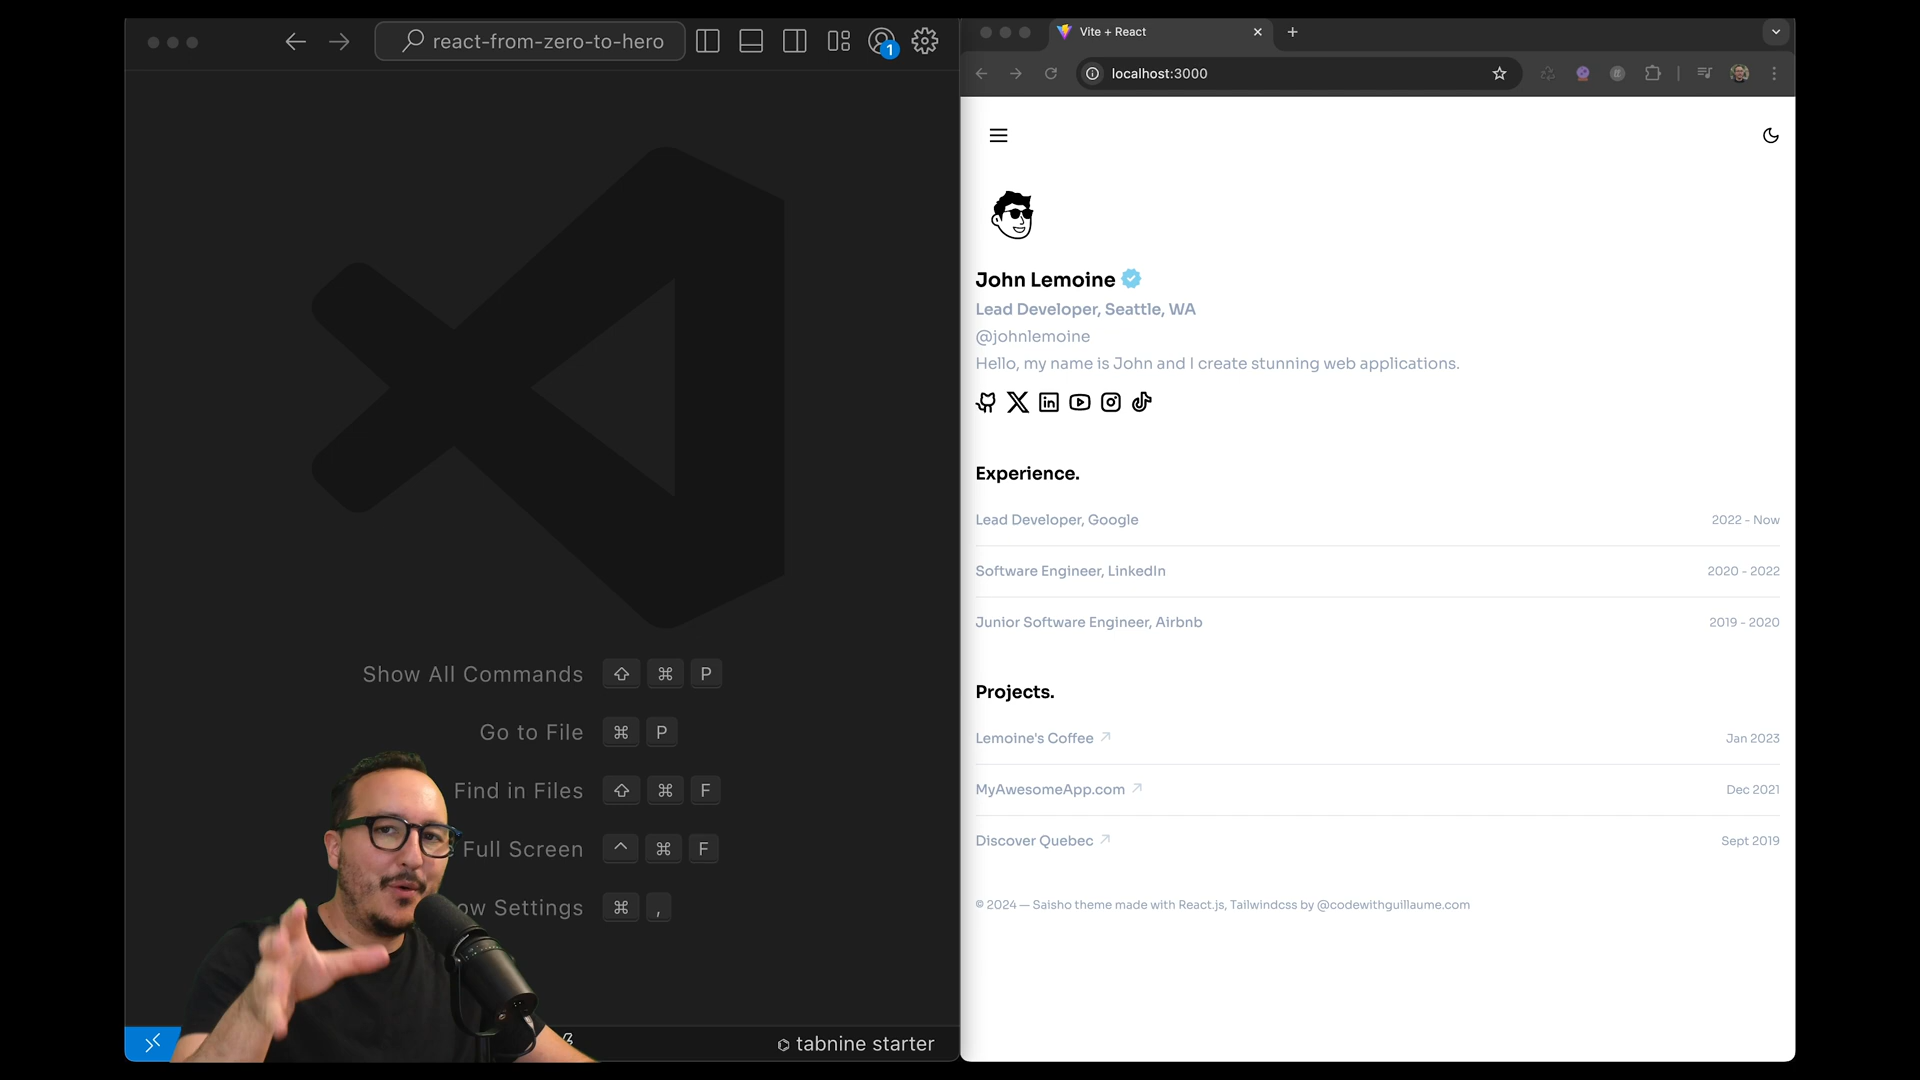 react-from-zero-to-hero
1
Vite + React
localhost:3000
John Lemoine
Lead Developer, Seattle, WA
@johnlemoine
Hello, my name is John and I create stunning web applications.
Experience.
Lead Developer, Google 2022 - Now
Software Engineer, LinkedIn 2020 - 2022
Junior Software Engineer, Airbnb 2019 - 2020
Projects.
Lemoine's Coffee Jan 2023
MyAwesomeApp.com Dec 2021
Discover Quebec Sept 2019
© 2024 — Saisho theme made with React.js, Tailwindcss by @codewithguillaume.com
Show All Commands ⇧ ⌘ P
Go to File ⌘ P
Find in Files ⇧ ⌘ F
Full Screen ^ ⌘ F
Settings ⌘ ,
tabnine starter